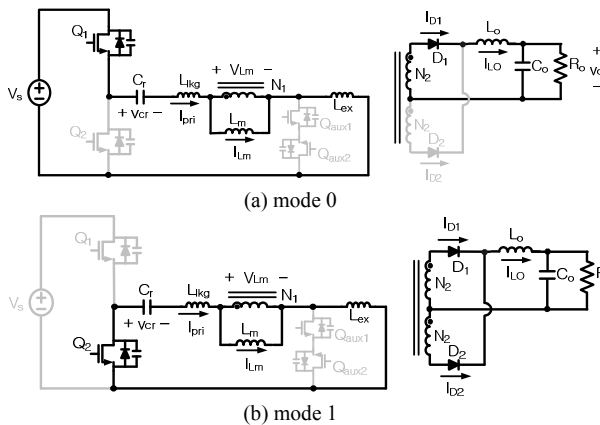 Q1
Vs
Cr
+ vcr −
Llkg
Ipri
+ VLm −
N1
Lm
ILm
Lex
Q2
Qaux1
Qaux2
ID1
D1
Lo
ILO
N2
Co
Ro
+
vo
−
N2
D2
ID2
(a) mode 0
Q1
Vs
Cr
+ vcr −
Llkg
Ipri
+ VLm −
N1
Lm
ILm
Lex
Q2
Qaux1
Qaux2
ID1
D1
Lo
ILO
N2
Co
N2
D2
ID2
(b) mode 1